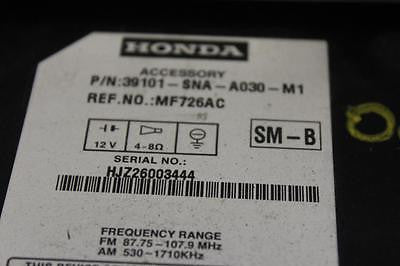 HONDA
ACCESSORY
P/N:39101-SNA-A030-M1
REF.NO.:MF726AC
12V 4-8Ω
SM-B
SERIAL NO.:
HJZ26003444
FREQUENCY RANGE
FM 87.75-107.9 MHz
AM 530-1710KHz